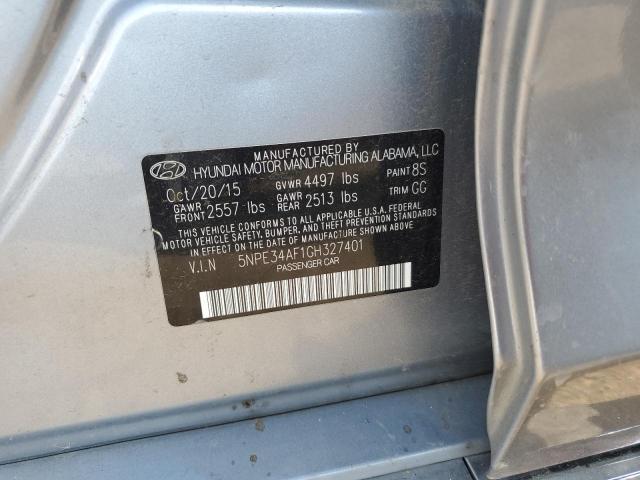 MANUFACTURED BY
HYUNDAI MOTOR MANUFACTURING ALABAMA, LLC
Oct/20/15 GVWR 4497 lbs PAINT 8S
GAWR FRONT 2557 lbs GAWR REAR 2513 lbs TRIM GG
THIS VEHICLE CONFORMS TO ALL APPLICABLE U.S.A. FEDERAL
MOTOR VEHICLE SAFETY, BUMPER, AND THEFT PREVENTION STANDARDS
IN EFFECT ON THE DATE OF MANUFACTURE SHOWN ABOVE.
V.I.N 5NPE34AF1GH327401
PASSENGER CAR